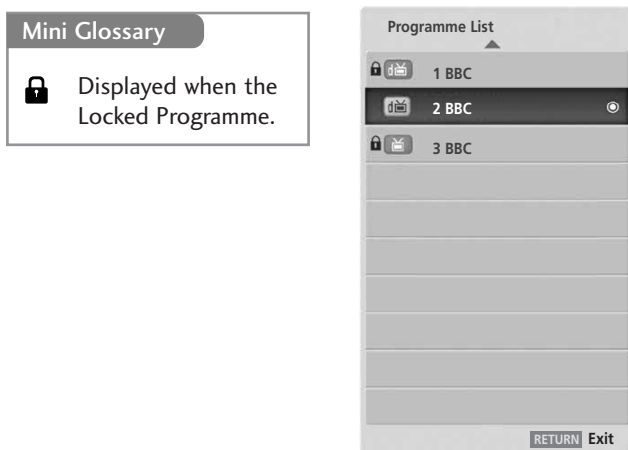 Mini Glossary
Displayed when the
Locked Programme.
Programme List
1 BBC
2 BBC
3 BBC
RETURN Exit